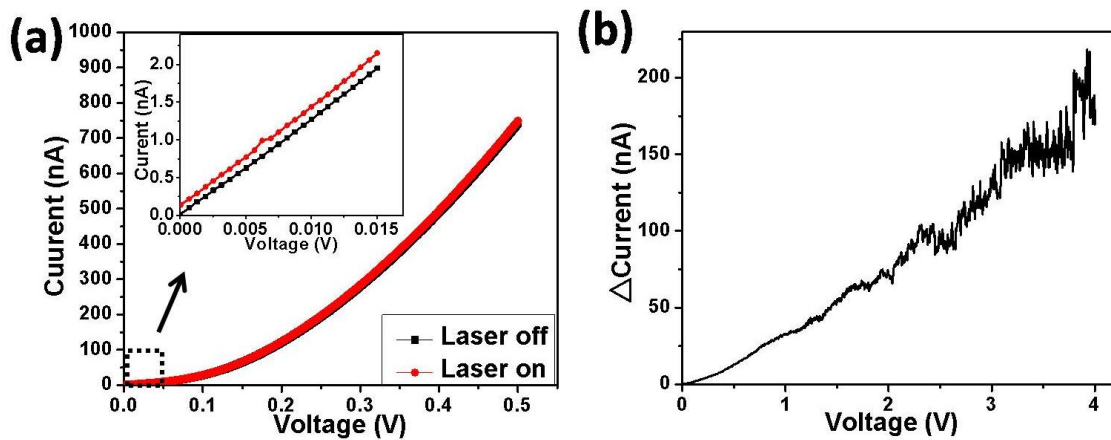 (a)
1000
900
800
700
600
500
400
300
200
100
0
Cuurent (nA)
0.0 0.1 0.2 0.3 0.4 0.5
Voltage (V)
2.0
1.5
1.0
0.5
0.0
Curent (nA)
0.000 0.005 0.010 0.015
Voltage (V)
Laser off
Laser on
(b)
200
150
100
50
0
△Current (nA)
0 1 2 3 4
Voltage (V)